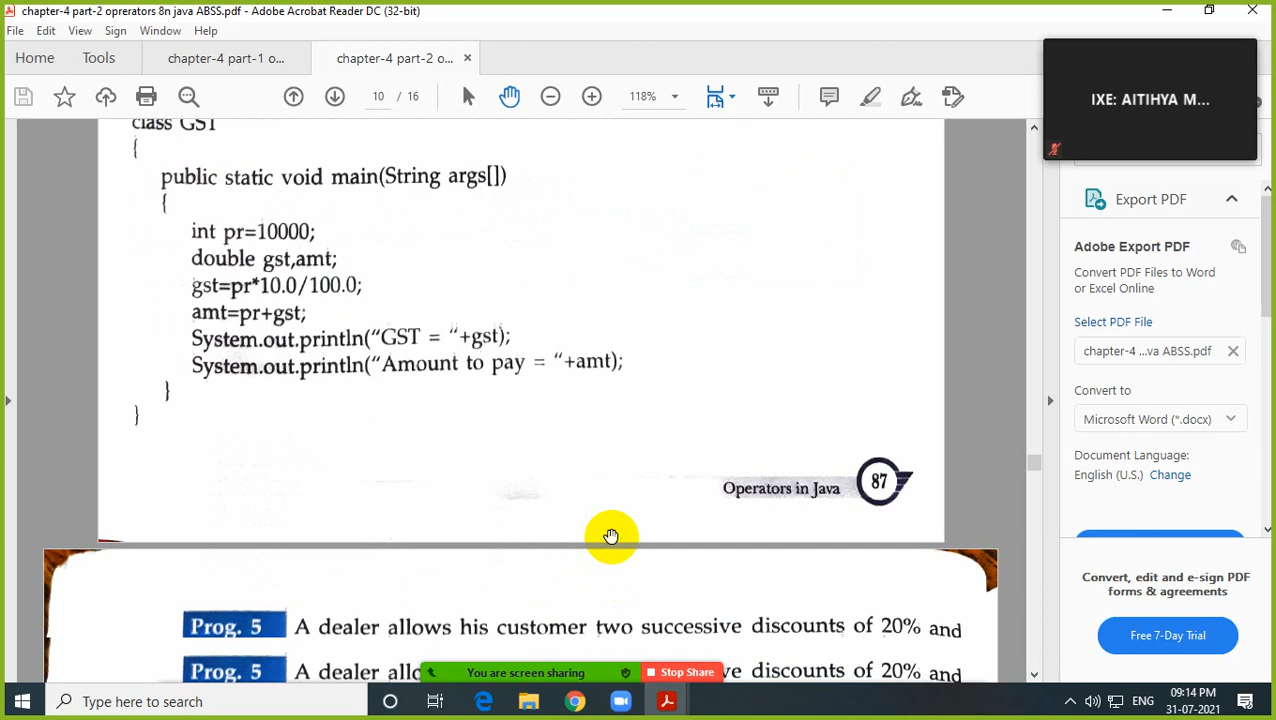 chapter-4 part-2 oprerators 8n java ABSS.pdf - Adobe Acrobat Reader DC (32-bit)
File Edit View Sign Window Help
Home Tools chapter-4 part-1 o... chapter-4 part-2 o... ×
10 / 16 118%
IXE: AITIHYA M...
class GST
{
public static void main(String args[])
{
int pr=10000;
double gst,amt;
gst=pr*10.0/100.0;
amt=pr+gst;
System.out.println("GST = "+gst);
System.out.println("Amount to pay = "+amt);
}
}
Operators in Java 87
Prog. 5 A dealer allows his customer two successive discounts of 20% and
Prog. 5 A dealer allo
ve discounts of 20% and
Export PDF
Adobe Export PDF
Convert PDF Files to Word
or Excel Online
Select PDF File
chapter-4 ...va ABSS.pdf
Convert to
Microsoft Word (*.docx)
Document Language:
English (U.S.) Change
Convert, edit and e-sign PDF
forms & agreements
Free 7-Day Trial
You are screen sharing Stop Share
Type here to search
ENG
09:14 PM
31-07-2021